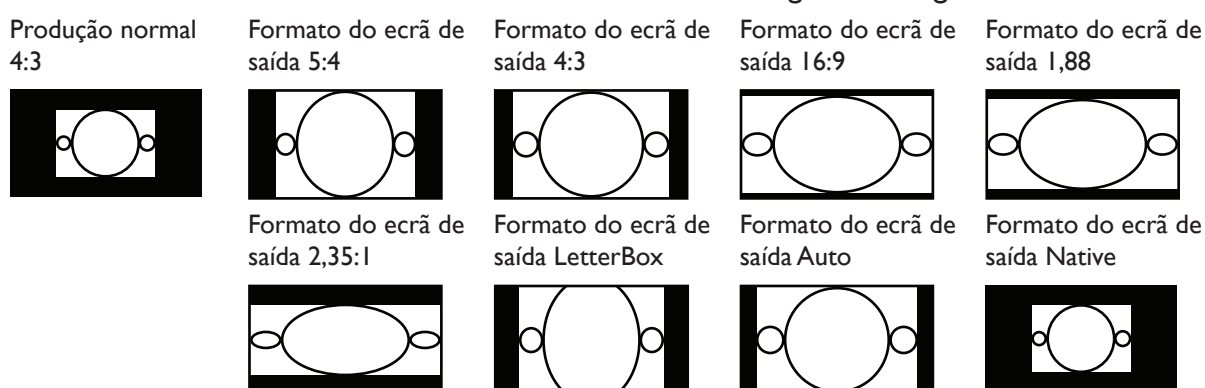 Produção normal
4:3
Formato do ecrã de
saída 5:4
Formato do ecrã de
saída 4:3
Formato do ecrã de
saída 16:9
Formato do ecrã de
saída 1,88
Formato do ecrã de
saída 2,35:1
Formato do ecrã de
saída LetterBox
Formato do ecrã de
saída Auto
Formato do ecrã de
saída Native